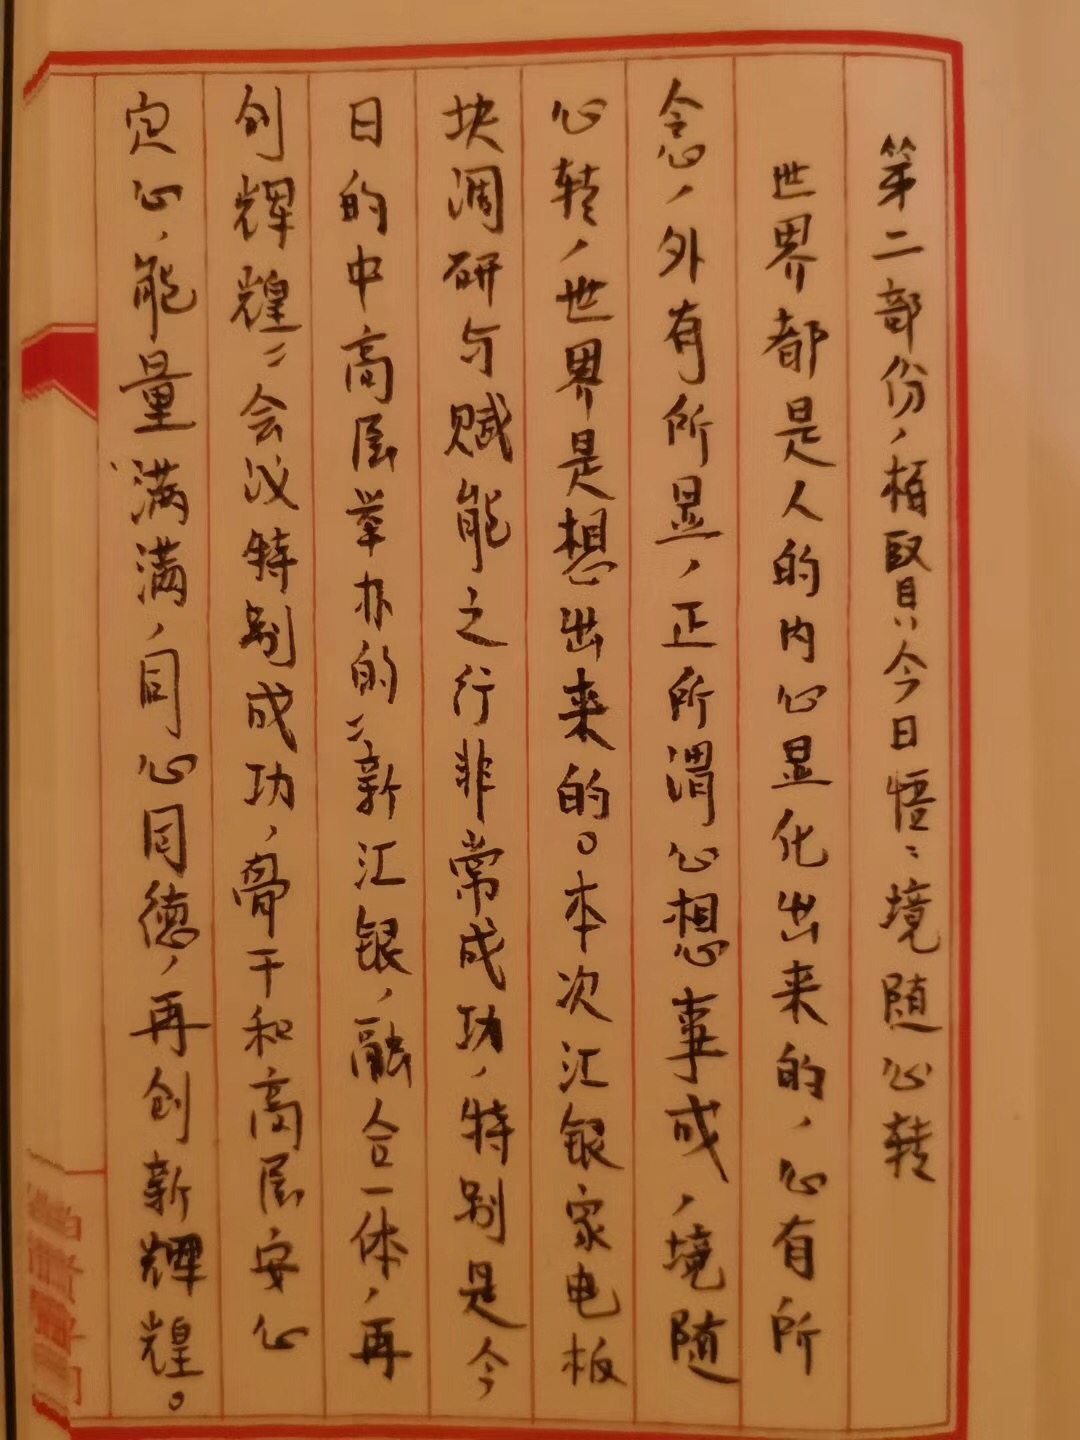 第二部份，栢賢今日悟：境随心转
世界都是人的内心显化出来的，心有所
念，外有所显，正所渭心想事成，境随
心转，世界是想出来的。本次汇银家电板
块调研与赋能之行非常成功，特别是今
日的中高层举办的"新汇银，融合一体，再
创辉煌"会议特别成功，骨干和高层安心
定心，能量满满，同心同德，再创新辉煌。